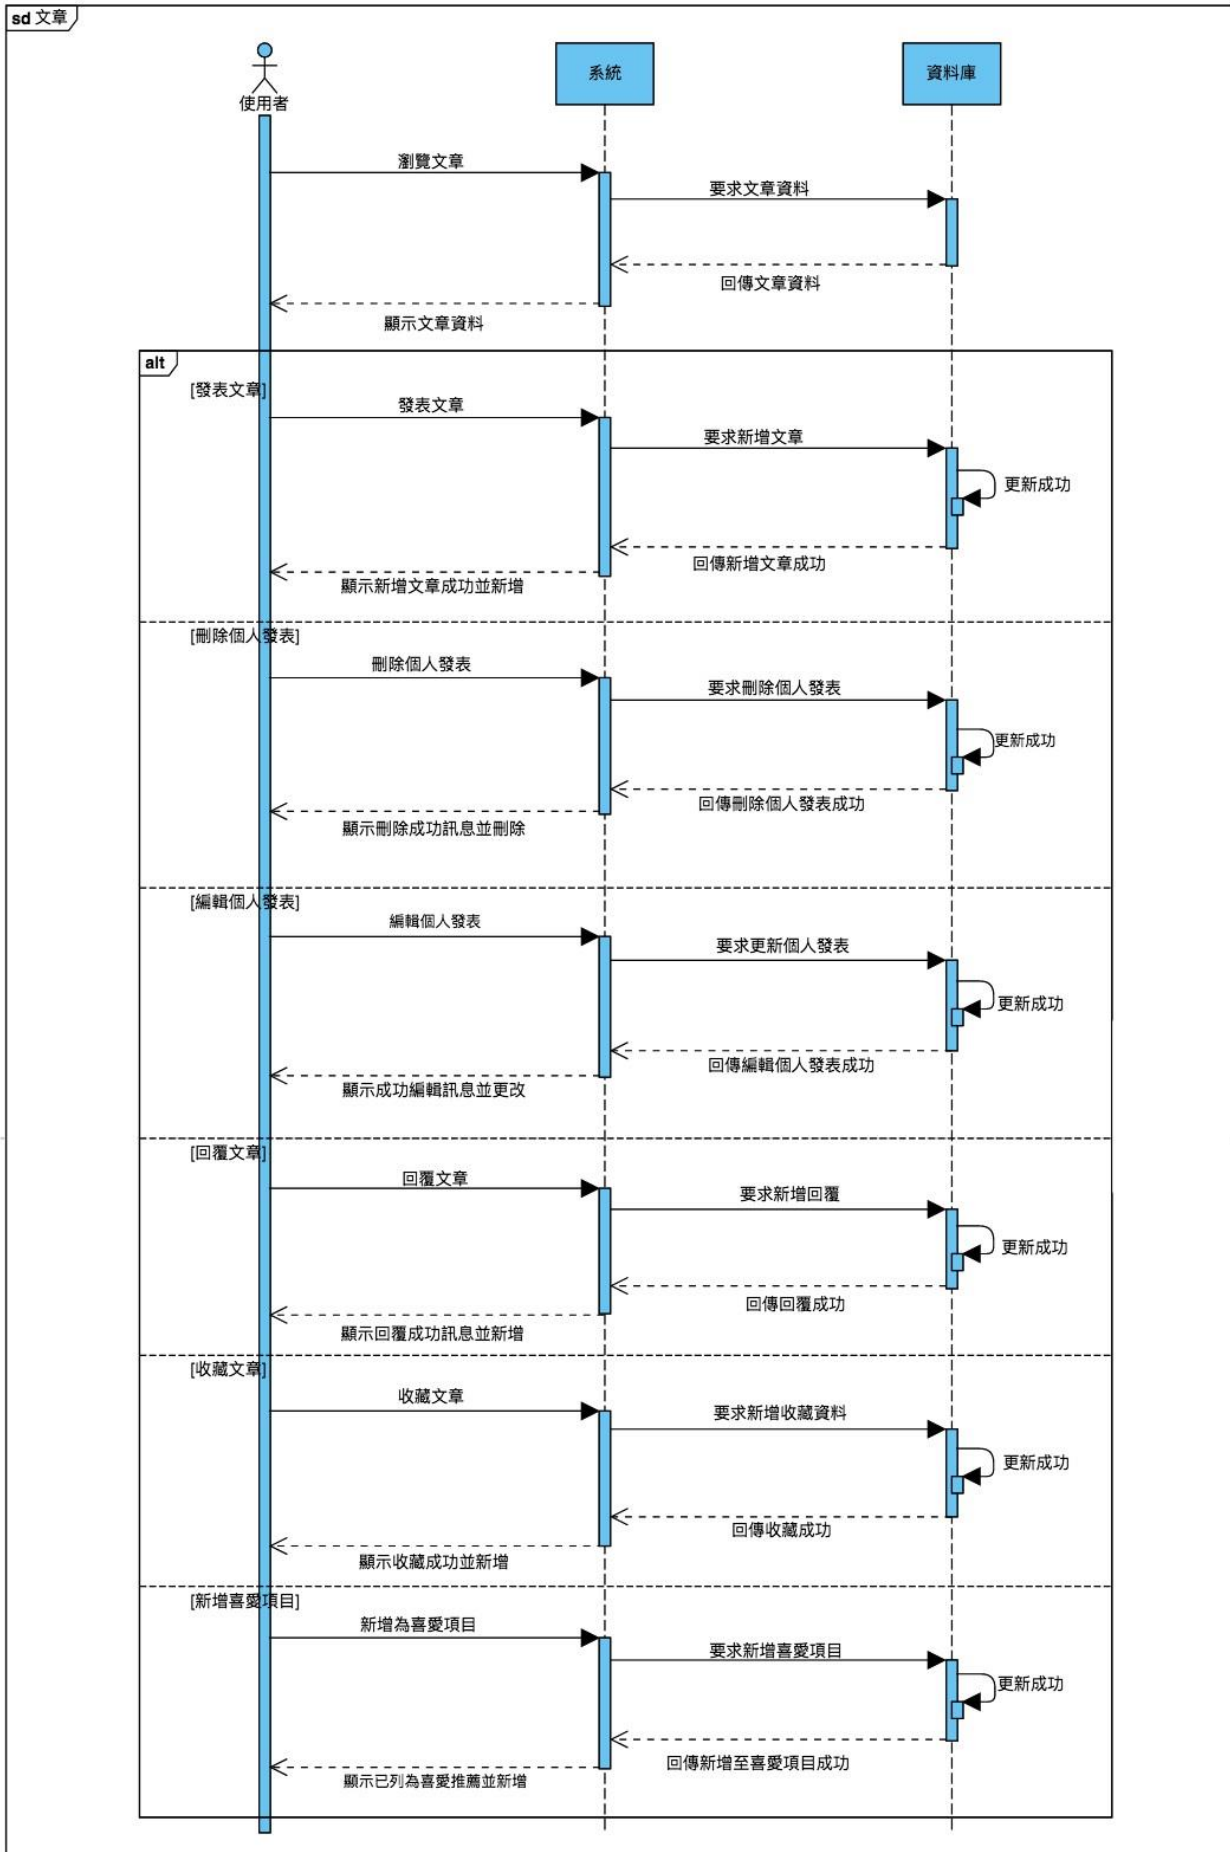 sd 文章
使用者
系統
資料庫
瀏覽文章
要求文章資料
回傳文章資料
顯示文章資料
alt
[發表文章]
發表文章
要求新增文章
更新成功
回傳新增文章成功
顯示新增文章成功並新增
[刪除個人發表]
刪除個人發表
要求刪除個人發表
更新成功
回傳刪除個人發表成功
顯示刪除成功訊息並刪除
[編輯個人發表]
編輯個人發表
要求更新個人發表
更新成功
回傳編輯個人發表成功
顯示成功編輯訊息並更改
[回覆文章]
回覆文章
要求新增回覆
更新成功
回傳回覆成功
顯示回覆成功訊息並新增
[收藏文章]
收藏文章
要求新增收藏資料
更新成功
回傳收藏成功
顯示收藏成功並新增
[新增喜愛項目]
新增為喜愛項目
要求新增喜愛項目
更新成功
回傳新增至喜愛項目成功
顯示已列為喜愛推薦並新增